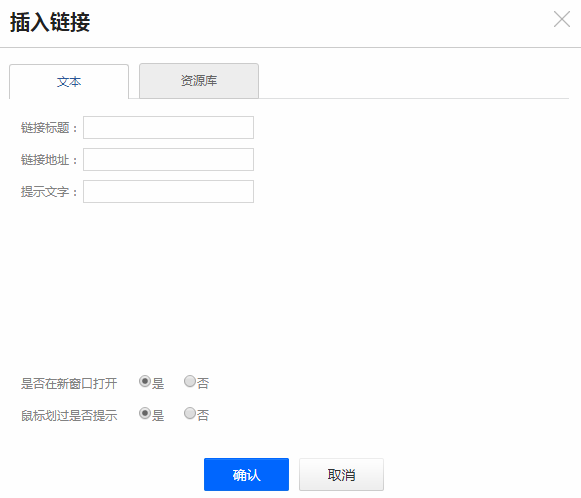 插入链接
文本 资源库
链接标题：
链接地址：
提示文字：
是否在新窗口打开 是 否
鼠标划过是否提示 是 否
确认 取消